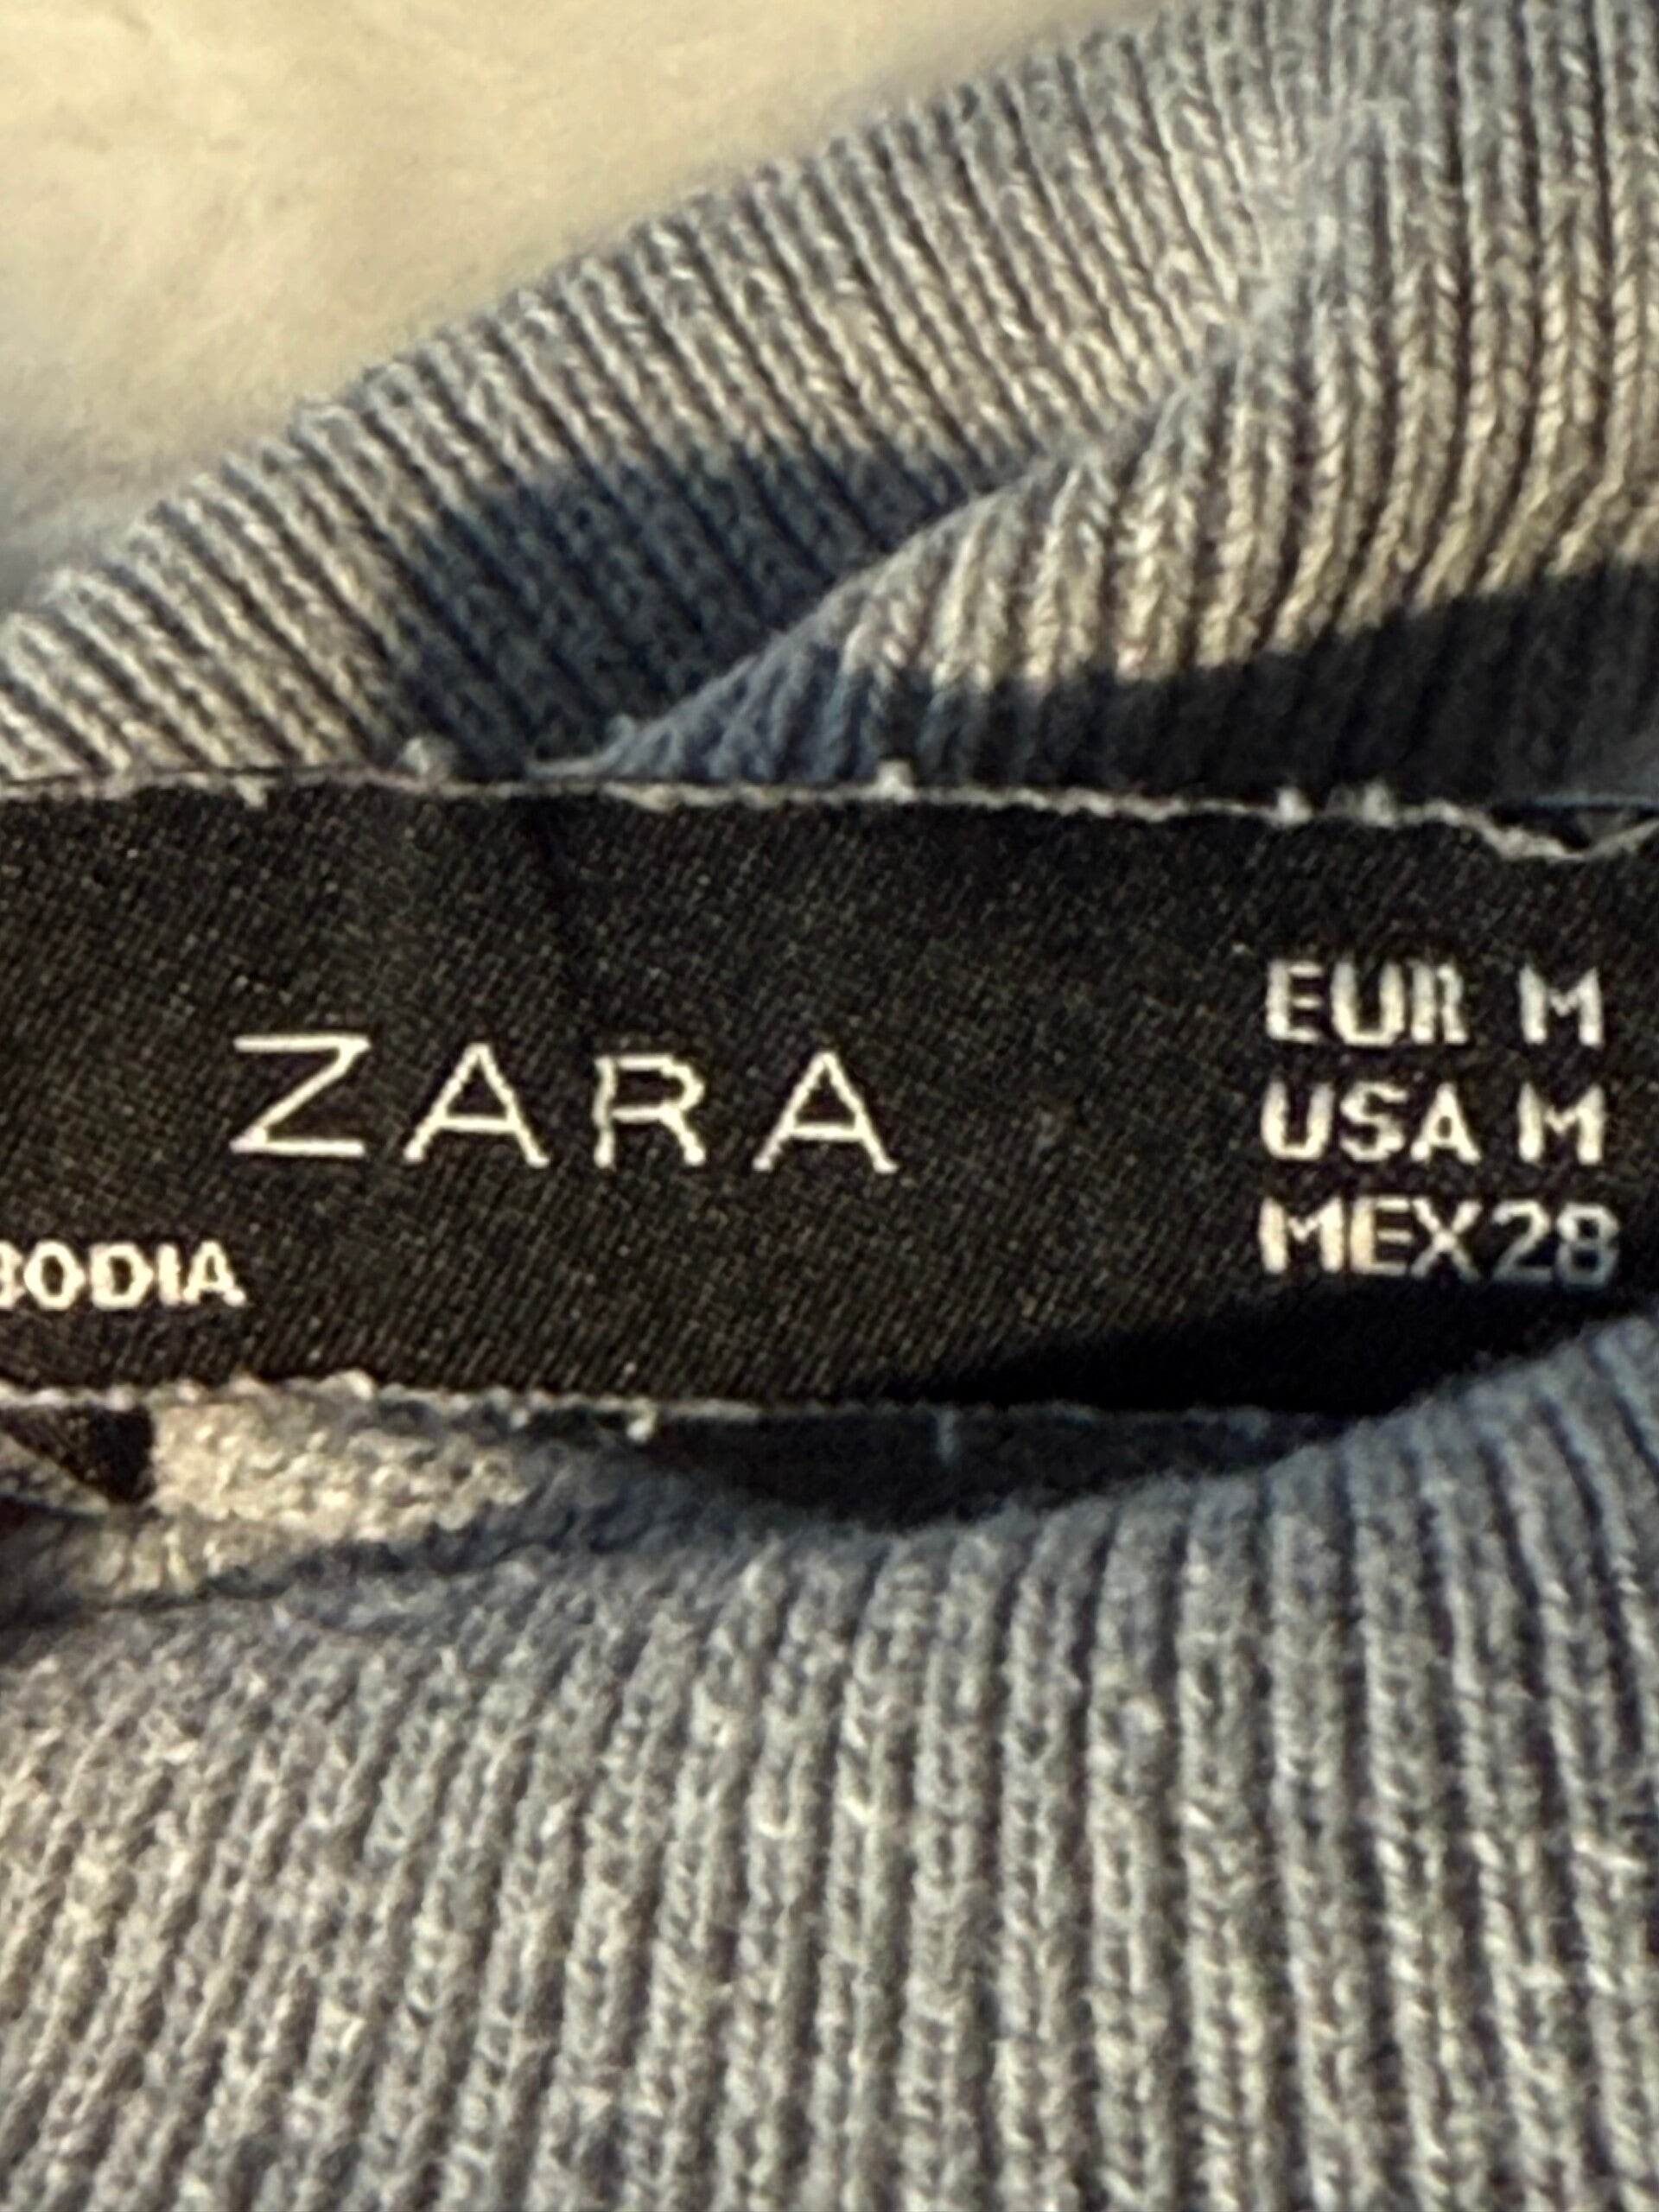 ZARA
EUR M
USA M
MEX 28
BODIA